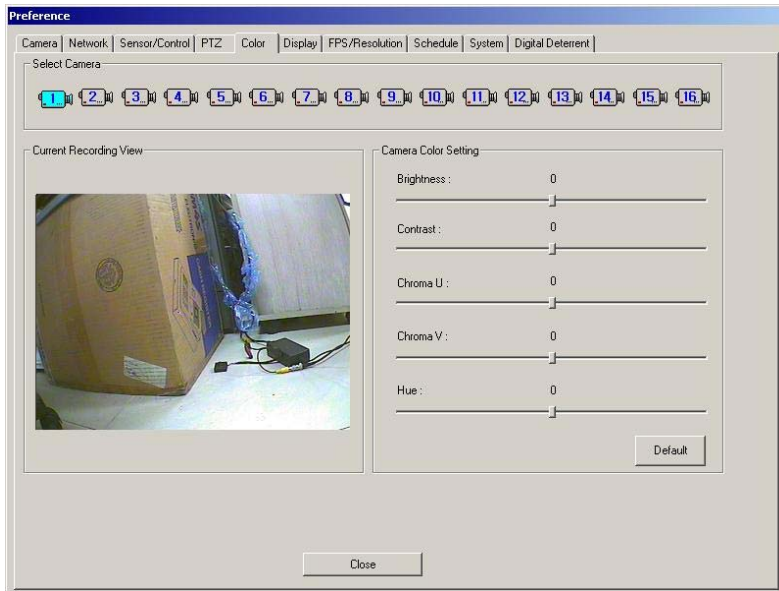 Preference
Camera Network Sensor/Control PTZ Color Display FPS/Resolution Schedule System Digital Deterrent
Select Camera
1... 2... 3... 4... 5... 6... 7... 8... 9... 10.. 11.. 12.. 13.. 14.. 15.. 16..
Current Recording View
Camera Color Setting
Brightness : 0
Contrast : 0
Chroma U : 0
Chroma V : 0
Hue : 0
Default
Close